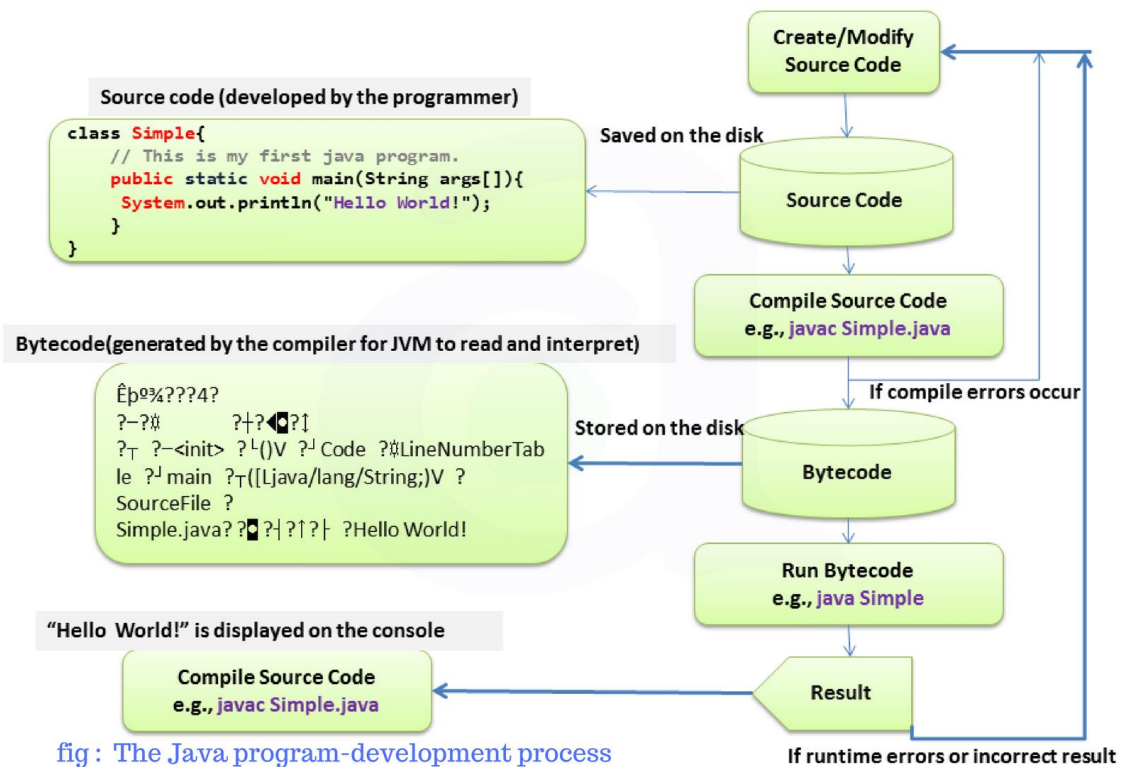 Create/Modify
Source Code
Source code (developed by the programmer)
class Simple{
// This is my first java program.
public static void main(String args[]){
System.out.println("Hello World!");
}
}
Saved on the disk
Source Code
Compile Source Code
e.g., javac Simple.java
If compile errors occur
Bytecode(generated by the compiler for JVM to read and interpret)
Êþº¾???4?
?–?¤ ?┼?◄◘?↕
?┬ ?–<init> ?└()V ?┘Code ?¤LineNumberTab
le ?┘main ?┬([Ljava/lang/String;)V ?
SourceFile ?
Simple.java? ?◘ ?┤?↑?├ ?Hello World!
Stored on the disk
Bytecode
Run Bytecode
e.g., java Simple
“Hello World!” is displayed on the console
Compile Source Code
e.g., javac Simple.java
Result
If runtime errors or incorrect result
fig : The Java program-development process